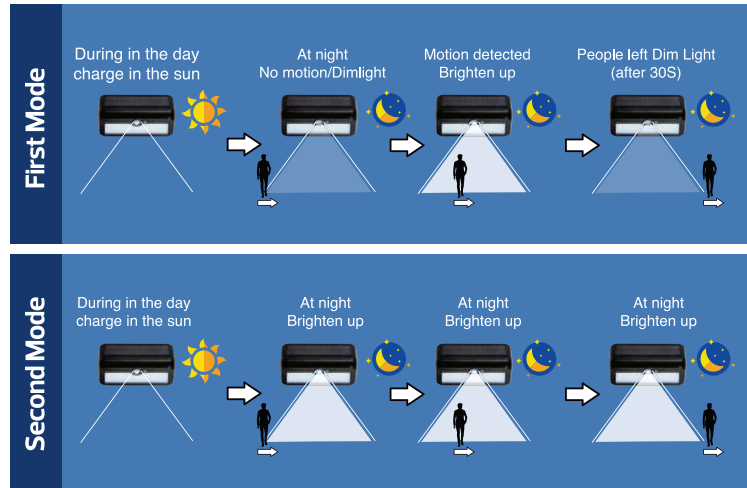 First Mode
During in the day
charge in the sun
At night
No motion/Dimlight
Motion detected
Brighten up
People left Dim Light
(after 30S)
Second Mode
During in the day
charge in the sun
At night
Brighten up
At night
Brighten up
At night
Brighten up